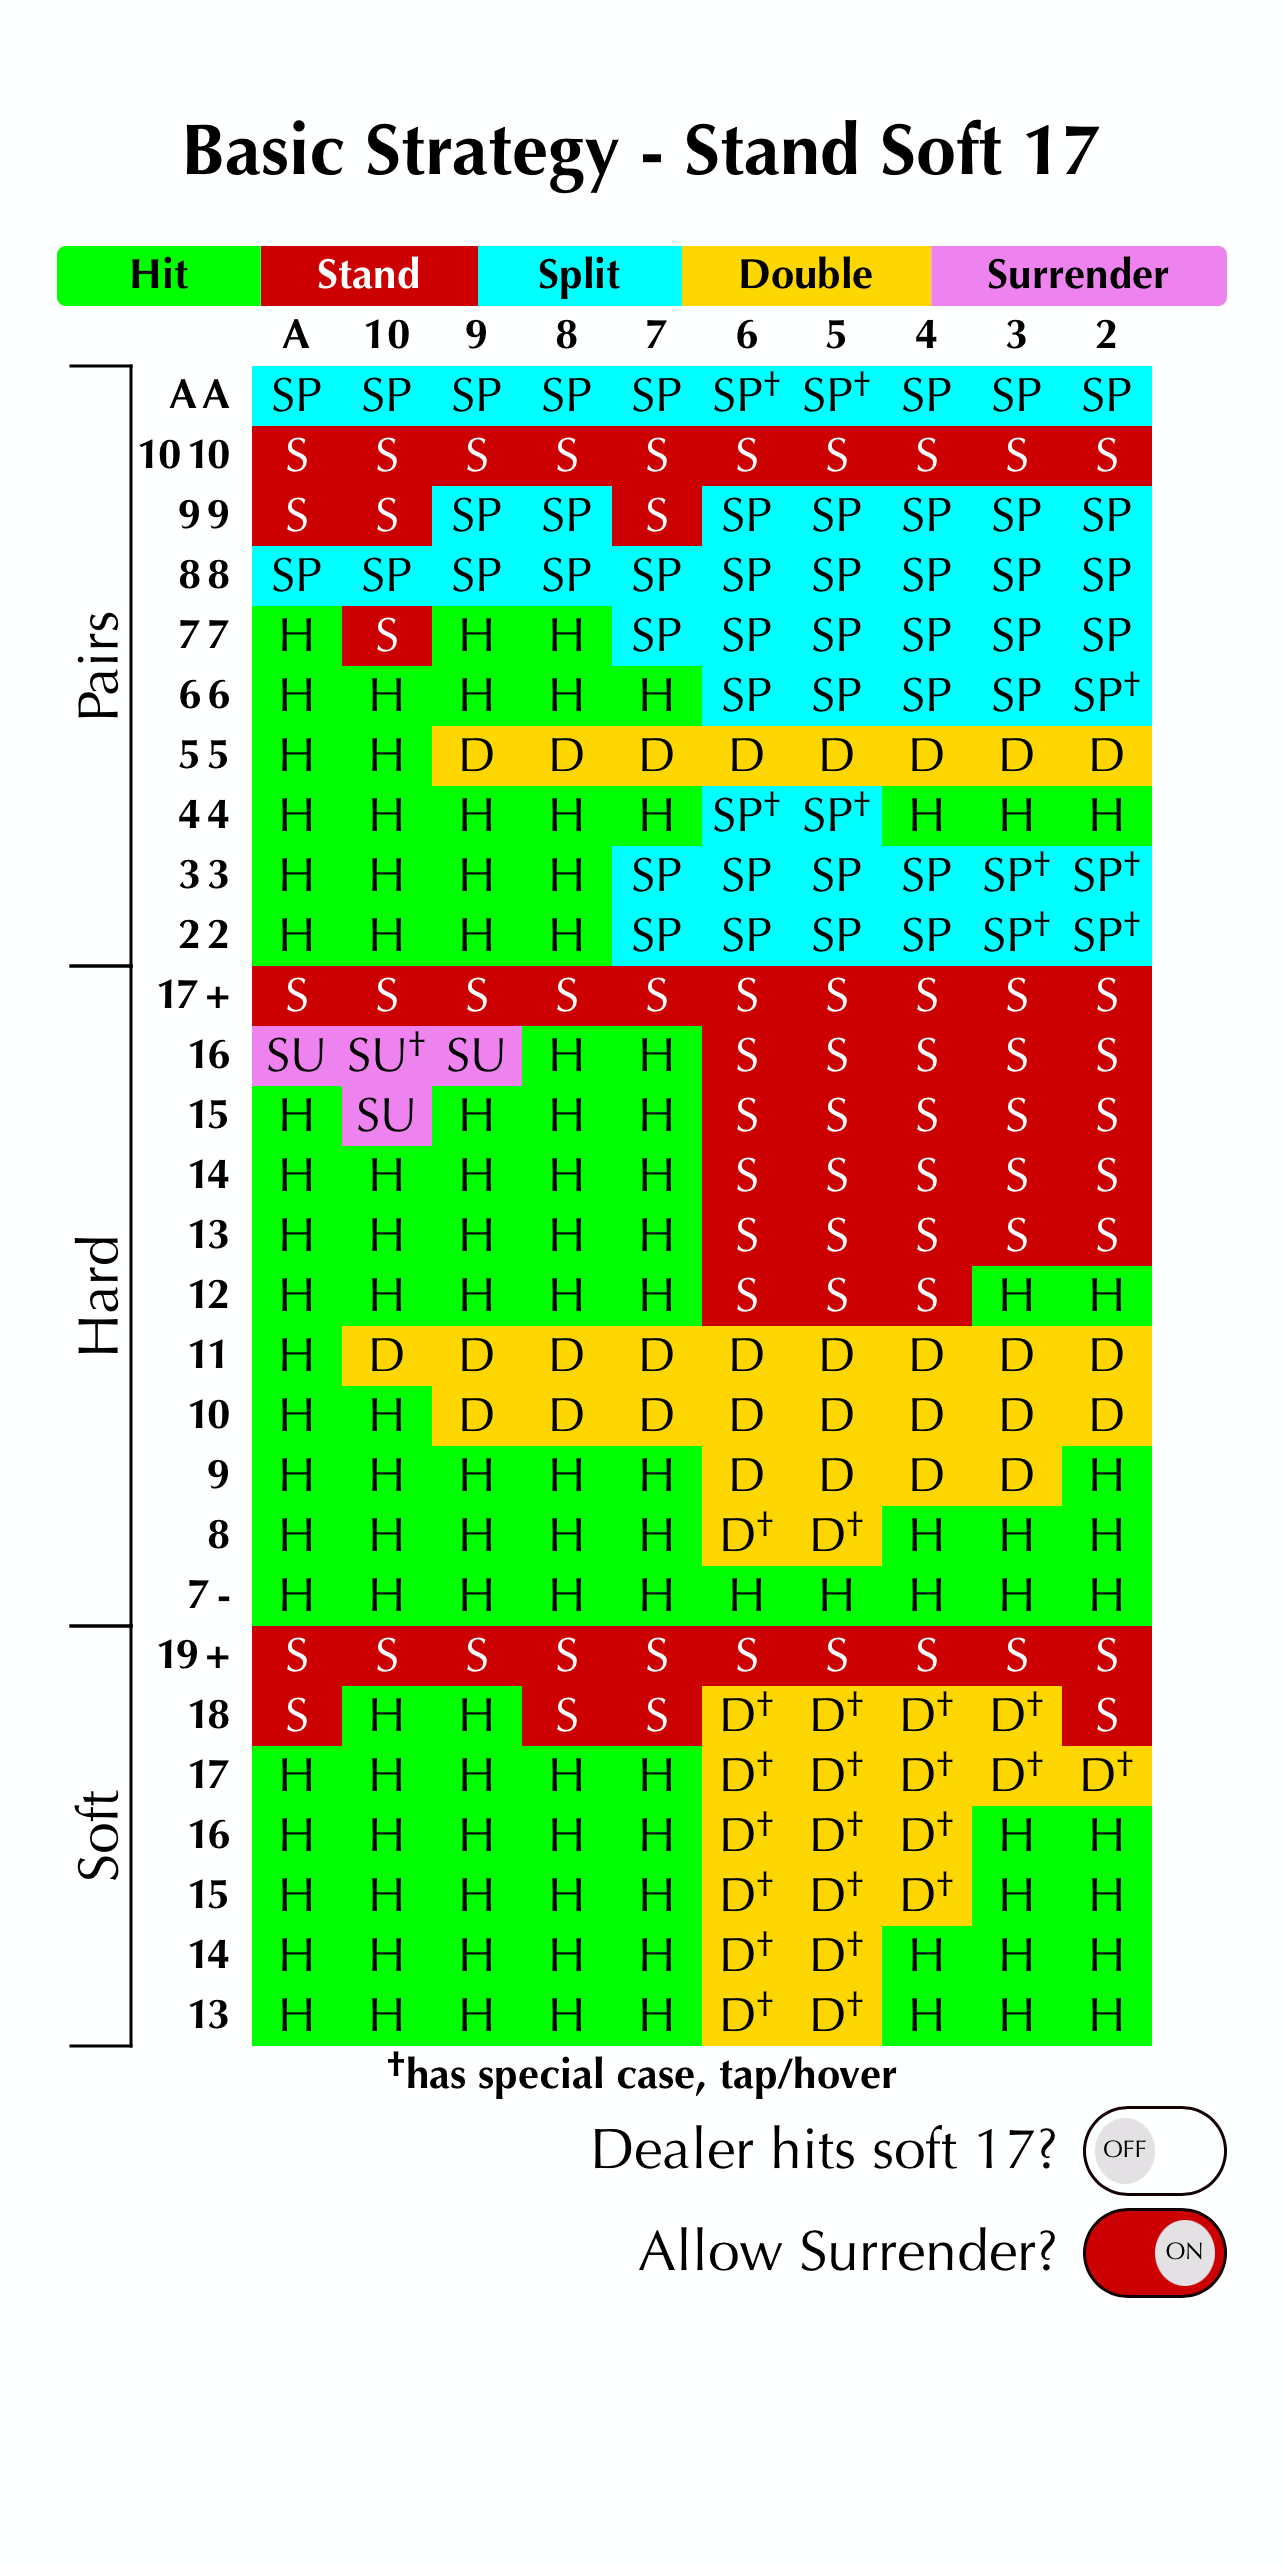 Basic Strategy - Stand Soft 17
Hit Stand Split Double Surrender
A 10 9 8 7 6 5 4 3 2
Pairs
A A SP SP SP SP SP SP† SP† SP SP SP
10 10 S S S S S S S S S S
9 9 S S SP SP S SP SP SP SP SP
8 8 SP SP SP SP SP SP SP SP SP SP
7 7 H S H H SP SP SP SP SP SP
6 6 H H H H H SP SP SP SP SP†
5 5 H H D D D D D D D D
4 4 H H H H H SP† SP† H H H
3 3 H H H H SP SP SP SP SP† SP†
2 2 H H H H SP SP SP SP SP† SP†
Hard
17 + S S S S S S S S S S
16 SU SU† SU H H S S S S S
15 H SU H H H S S S S S
14 H H H H H S S S S S
13 H H H H H S S S S S
12 H H H H H S S S H H
11 H D D D D D D D D D
10 H H D D D D D D D D
9 H H H H H D D D D H
8 H H H H H D† D† H H H
7 - H H H H H H H H H H
Soft
19 + S S S S S S S S S S
18 S H H S S D† D† D† D† S
17 H H H H H D† D† D† D† D†
16 H H H H H D† D† D† H H
15 H H H H H D† D† D† H H
14 H H H H H D† D† H H H
13 H H H H H D† D† H H H
†has special case, tap/hover
Dealer hits soft 17? OFF
Allow Surrender? ON